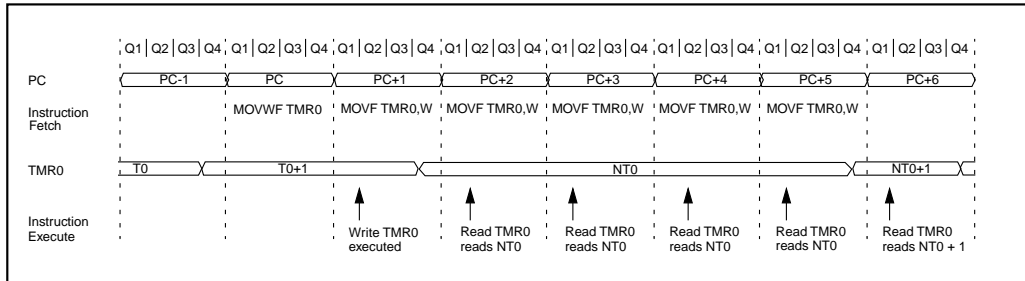 Q1 Q2 Q3 Q4 Q1 Q2 Q3 Q4 Q1 Q2 Q3 Q4 Q1 Q2 Q3 Q4 Q1 Q2 Q3 Q4 Q1 Q2 Q3 Q4 Q1 Q2 Q3 Q4 Q1 Q2 Q3 Q4
PC PC-1 PC PC+1 PC+2 PC+3 PC+4 PC+5 PC+6
Instruction MOVWF TMR0 MOVF TMR0,W MOVF TMR0,W MOVF TMR0,W MOVF TMR0,W MOVF TMR0,W
Fetch
TMR0 T0 T0+1 NT0 NT0+1
Instruction Write TMR0 Read TMR0 Read TMR0 Read TMR0 Read TMR0 Read TMR0
Execute executed reads NT0 reads NT0 reads NT0 reads NT0 reads NT0 + 1